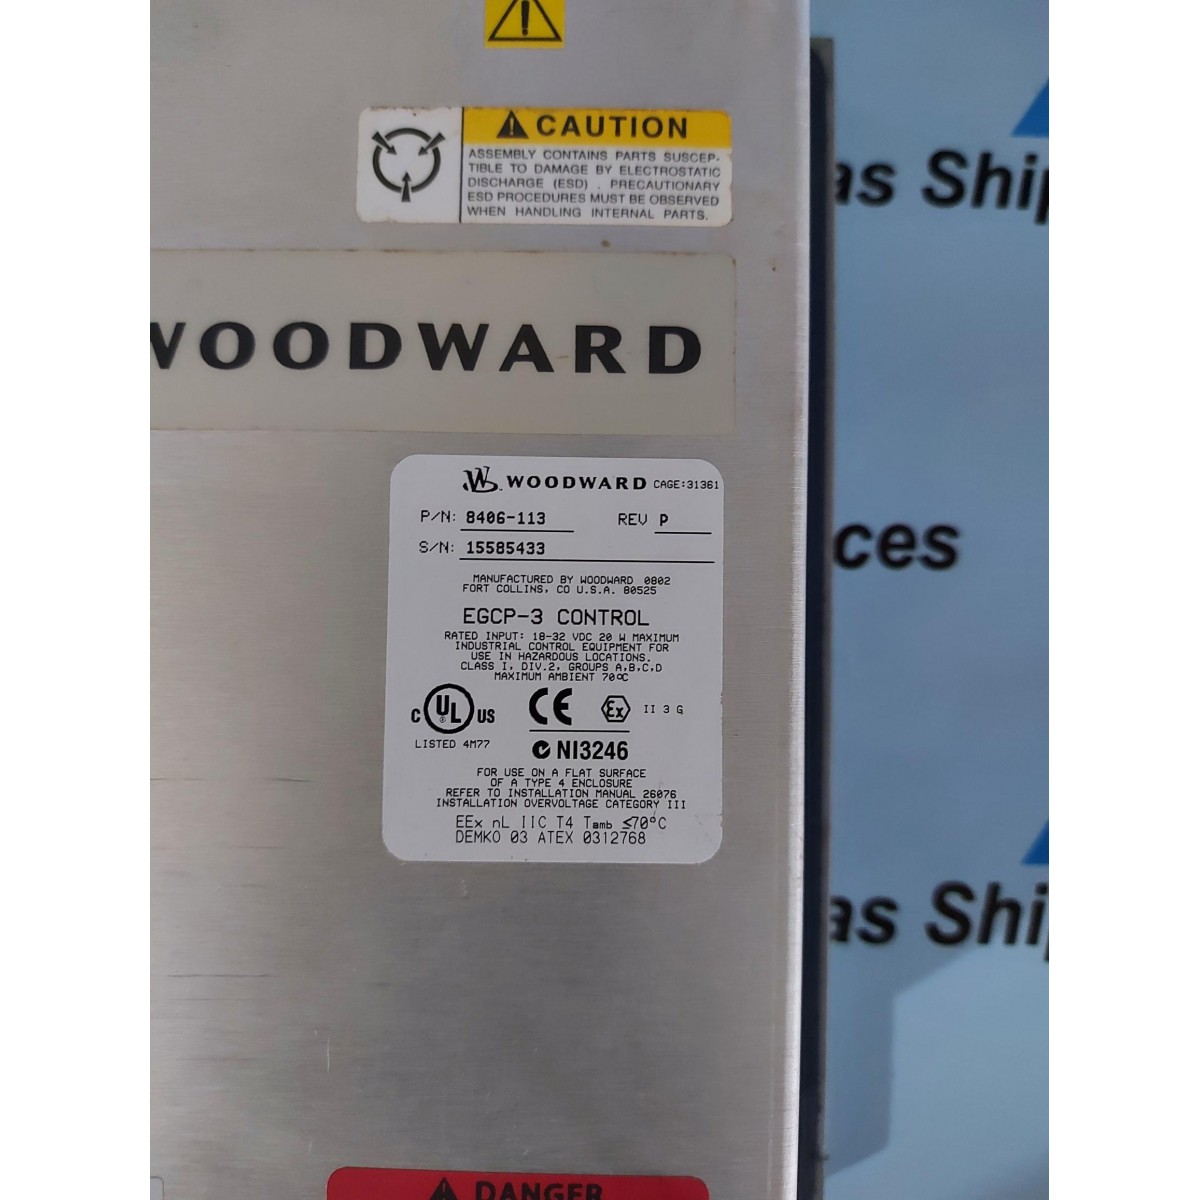 CAUTION
ASSEMBLY CONTAINS PARTS SUSCEP-
TIBLE TO DAMAGE BY ELECTROSTATIC
DISCHARGE (ESD) . PRECAUTIONARY
ESD PROCEDURES MUST BE OBSERVED
WHEN HANDLING INTERNAL PARTS.
WOODWARD
WOODWARD CAGE:31361
P/N: 8406-113 REV P
S/N: 15585433
MANUFACTURED BY WOODWARD 0802
FORT COLLINS, CO U.S.A. 80525
EGCP-3 CONTROL
RATED INPUT: 18-32 VDC 20 W MAXIMUM
INDUSTRIAL CONTROL EQUIPMENT FOR
USE IN HAZARDOUS LOCATIONS.
CLASS I, DIV.2, GROUPS A,B,C,D
MAXIMUM AMBIENT 70°C
C UL US CE Ex II 3 G
LISTED 4M77
NI3246
FOR USE ON A FLAT SURFACE
OF A TYPE 4 ENCLOSURE
REFER TO INSTALLATION MANUAL 26076
INSTALLATION OVERVOLTAGE CATEGORY III
EEx nL IIC T4 Tamb ≤70°C
DEMKO 03 ATEX 0312768
DANGER
as Ship
ces
as Ship